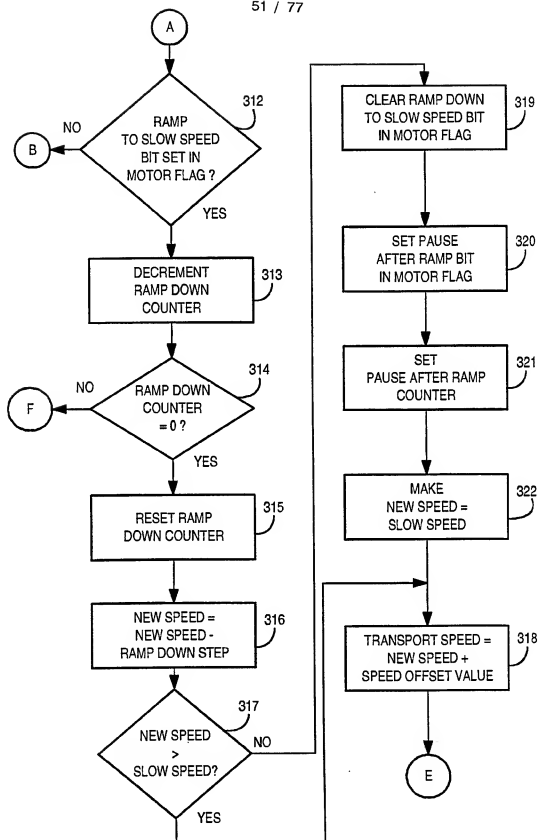 51 / 77
A
312
RAMP
TO SLOW SPEED
BIT SET IN
MOTOR FLAG ?
NO
B
YES
DECREMENT
RAMP DOWN
COUNTER
313
314
RAMP DOWN
COUNTER
= 0 ?
NO
F
YES
RESET RAMP
DOWN COUNTER
315
NEW SPEED =
NEW SPEED -
RAMP DOWN STEP
316
317
NEW SPEED
>
SLOW SPEED?
NO
YES
CLEAR RAMP DOWN
TO SLOW SPEED BIT
IN MOTOR FLAG
319
SET PAUSE
AFTER RAMP BIT
IN MOTOR FLAG
320
SET
PAUSE AFTER RAMP
COUNTER
321
MAKE
NEW SPEED =
SLOW SPEED
322
TRANSPORT SPEED =
NEW SPEED +
SPEED OFFSET VALUE
318
E